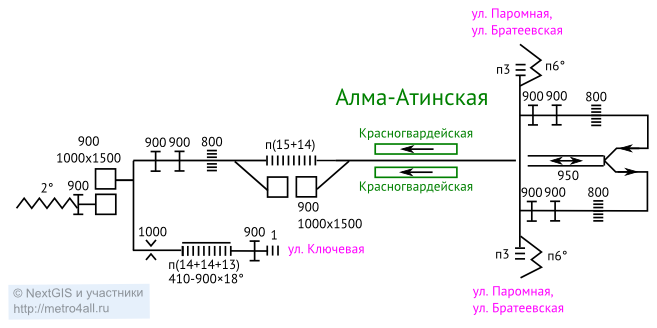 ул. Паромная,
ул. Братеевская
п3
п6°
Алма-Атинская
900 900 800
Красногвардейская
900
1000x1500
900 900 800
п(15+14)
950
2°
900
Красногвардейская
900
1000x1500
900 900 800
1000
900
1
ул. Ключевая
п(14+14+13)
410-900×18°
п3
п6°
ул. Паромная,
ул. Братеевская
© NextGIS и участники
http://metro4all.ru